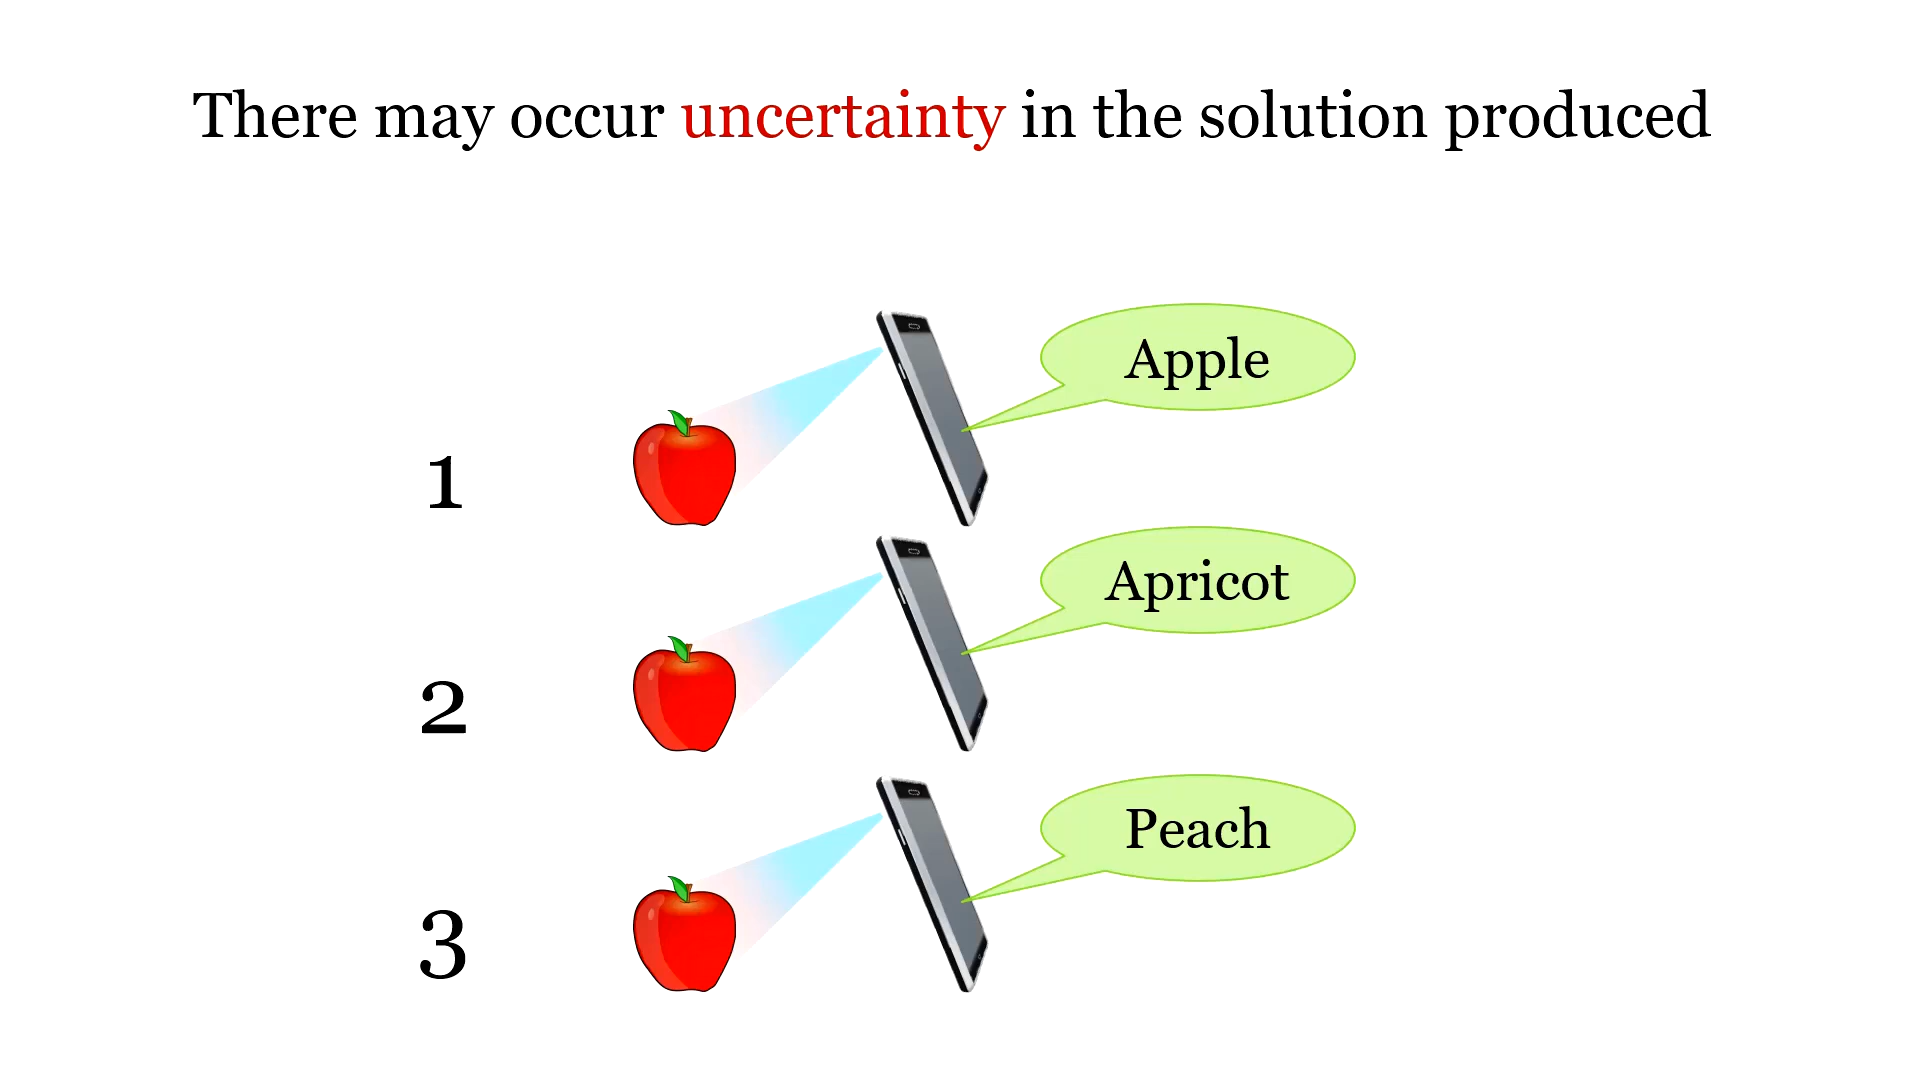 There may occur uncertainty in the solution produced
1
Apple
2
Apricot
3
Peach